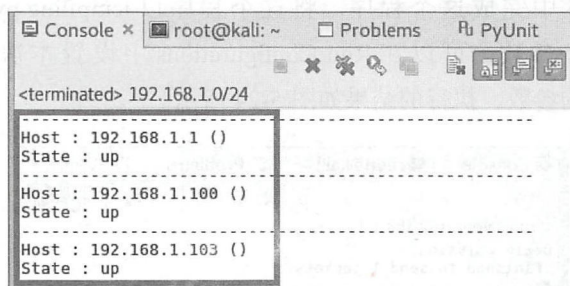 Console × root@kali: ~ Problems PyUnit
<terminated> 192.168.1.0/24
----------------------------------------------------
Host : 192.168.1.1 ()
State : up
----------------------------------------------------
Host : 192.168.1.100 ()
State : up
----------------------------------------------------
Host : 192.168.1.103 ()
State : up